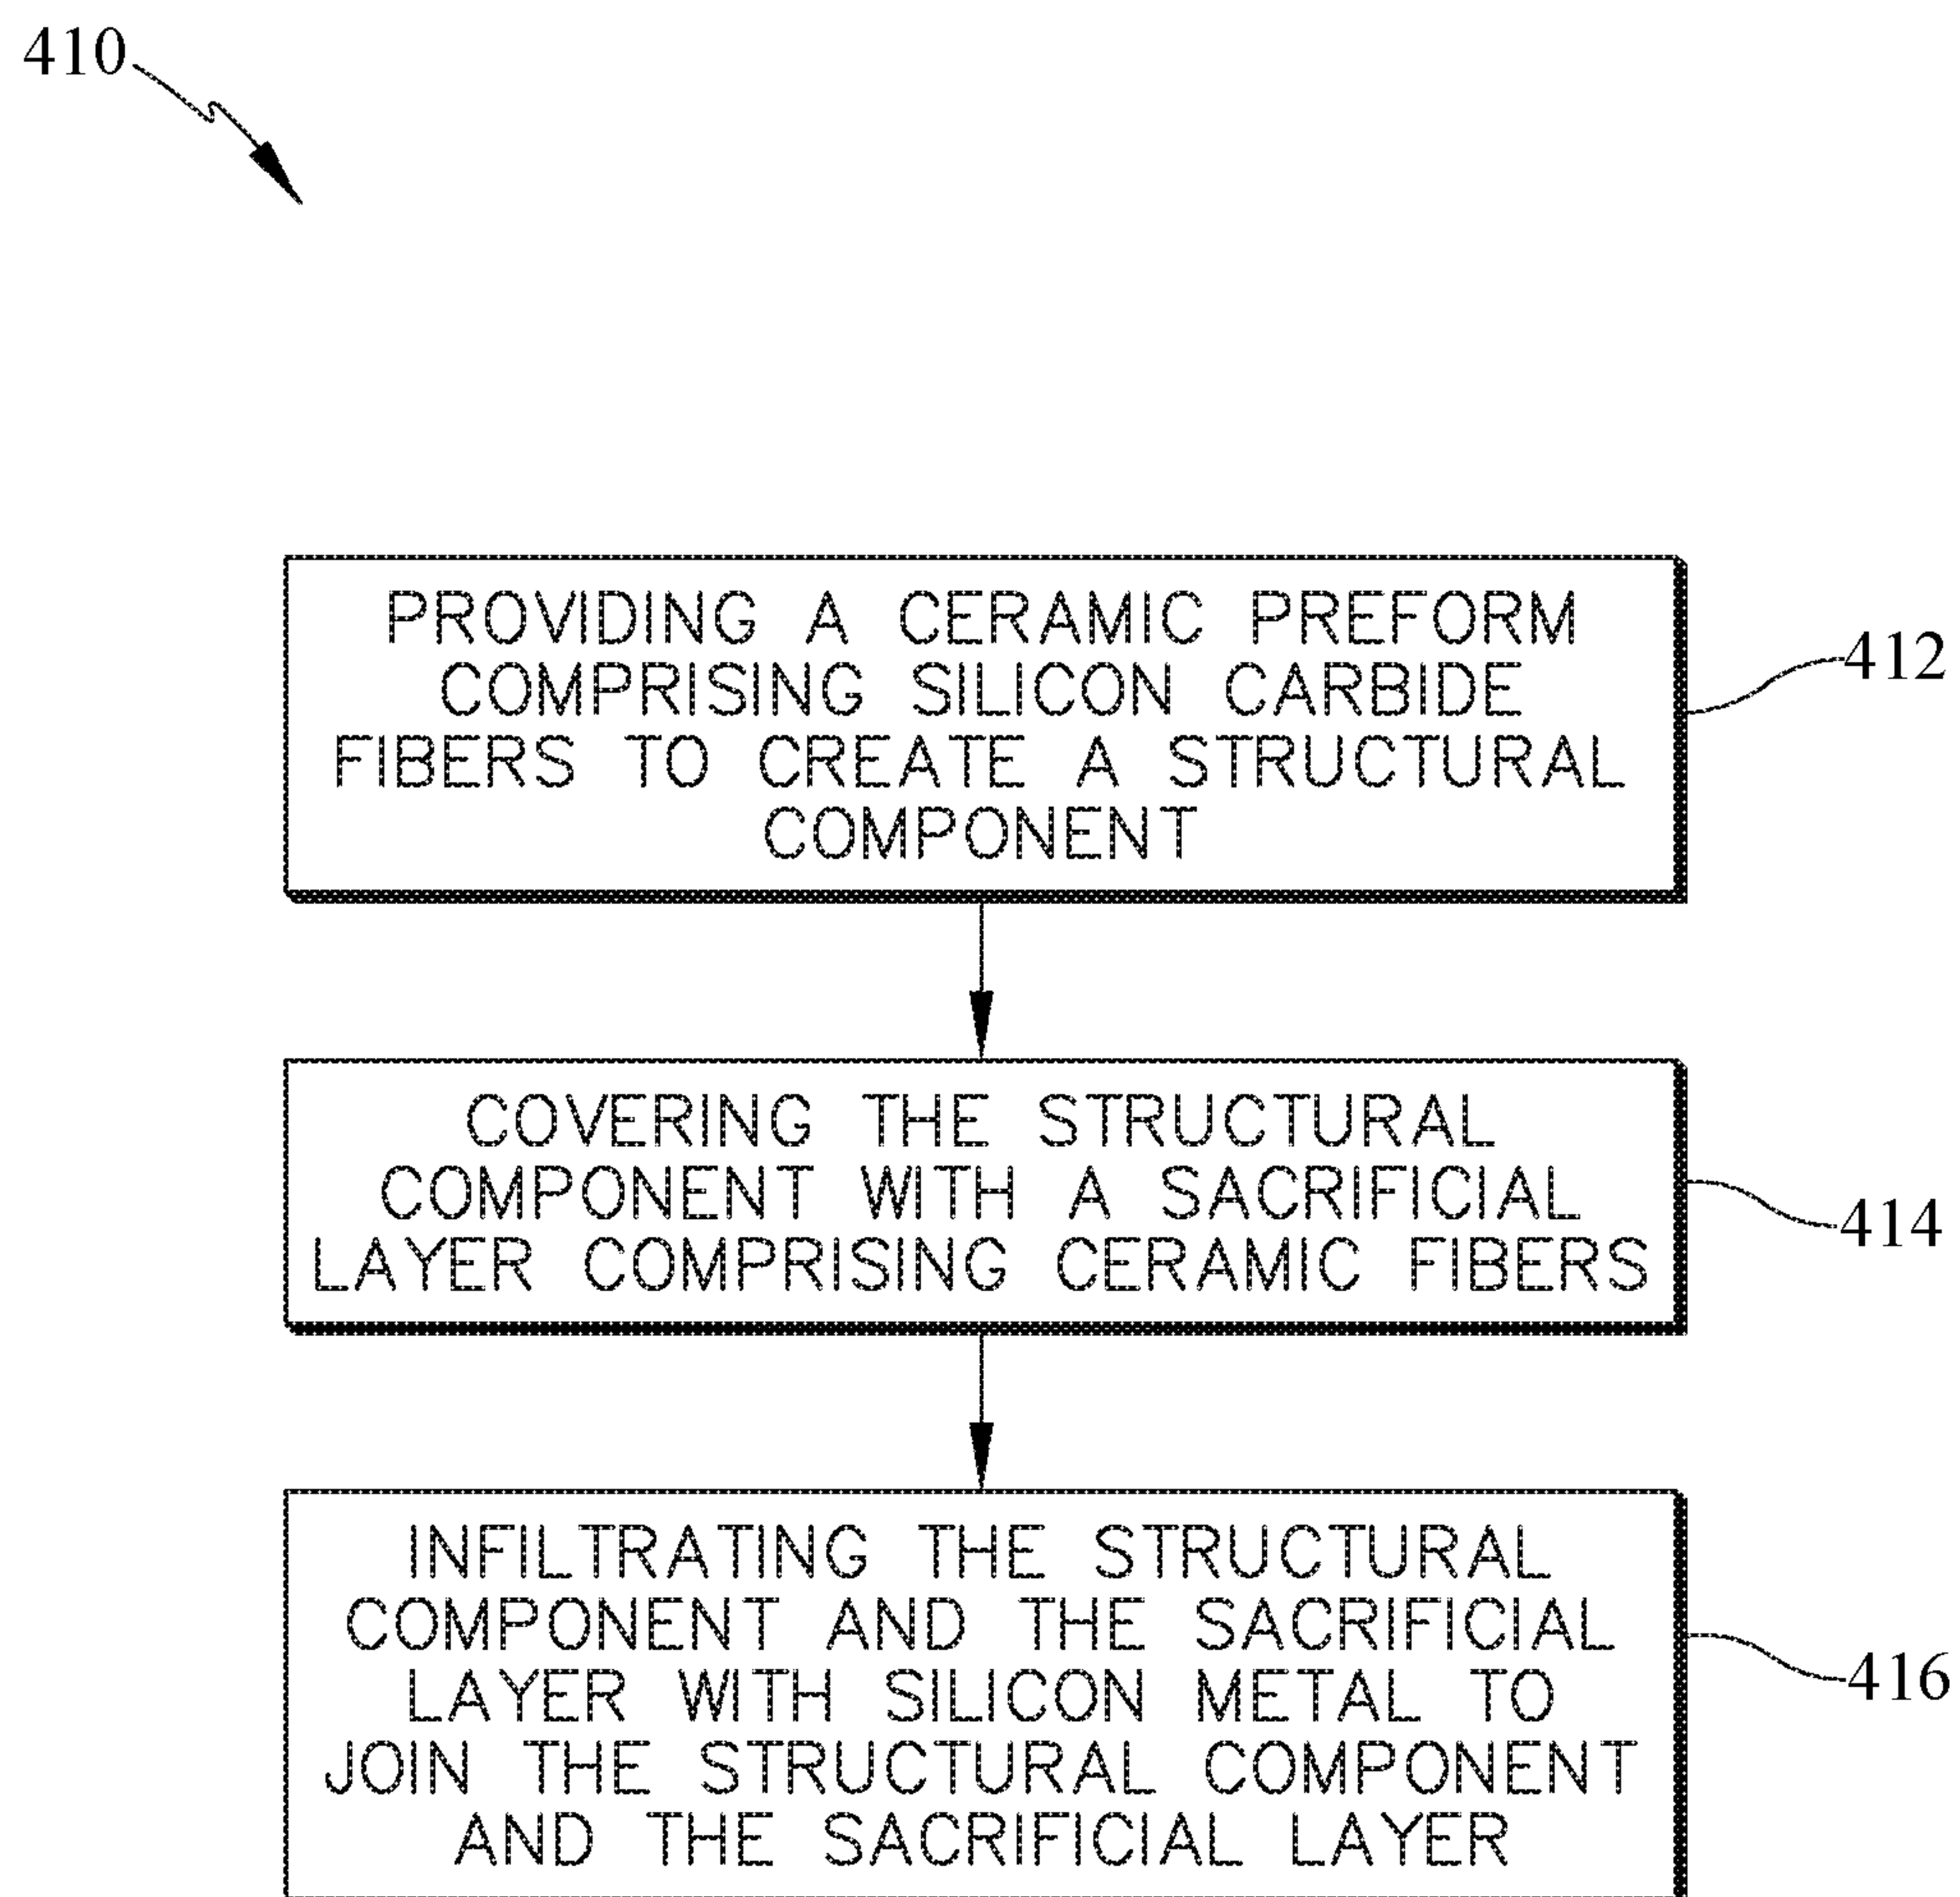 410
PROVIDING A CERAMIC PREFORM
COMPRISING SILICON CARBIDE
FIBERS TO CREATE A STRUCTURAL
COMPONENT
412
COVERING THE STRUCTURAL
COMPONENT WITH A SACRIFICIAL
LAYER COMPRISING CERAMIC FIBERS
414
INFILTRATING THE STRUCTURAL
COMPONENT AND THE SACRIFICIAL
LAYER WITH SILICON METAL TO
JOIN THE STRUCTURAL COMPONENT
AND THE SACRIFICIAL LAYER
416